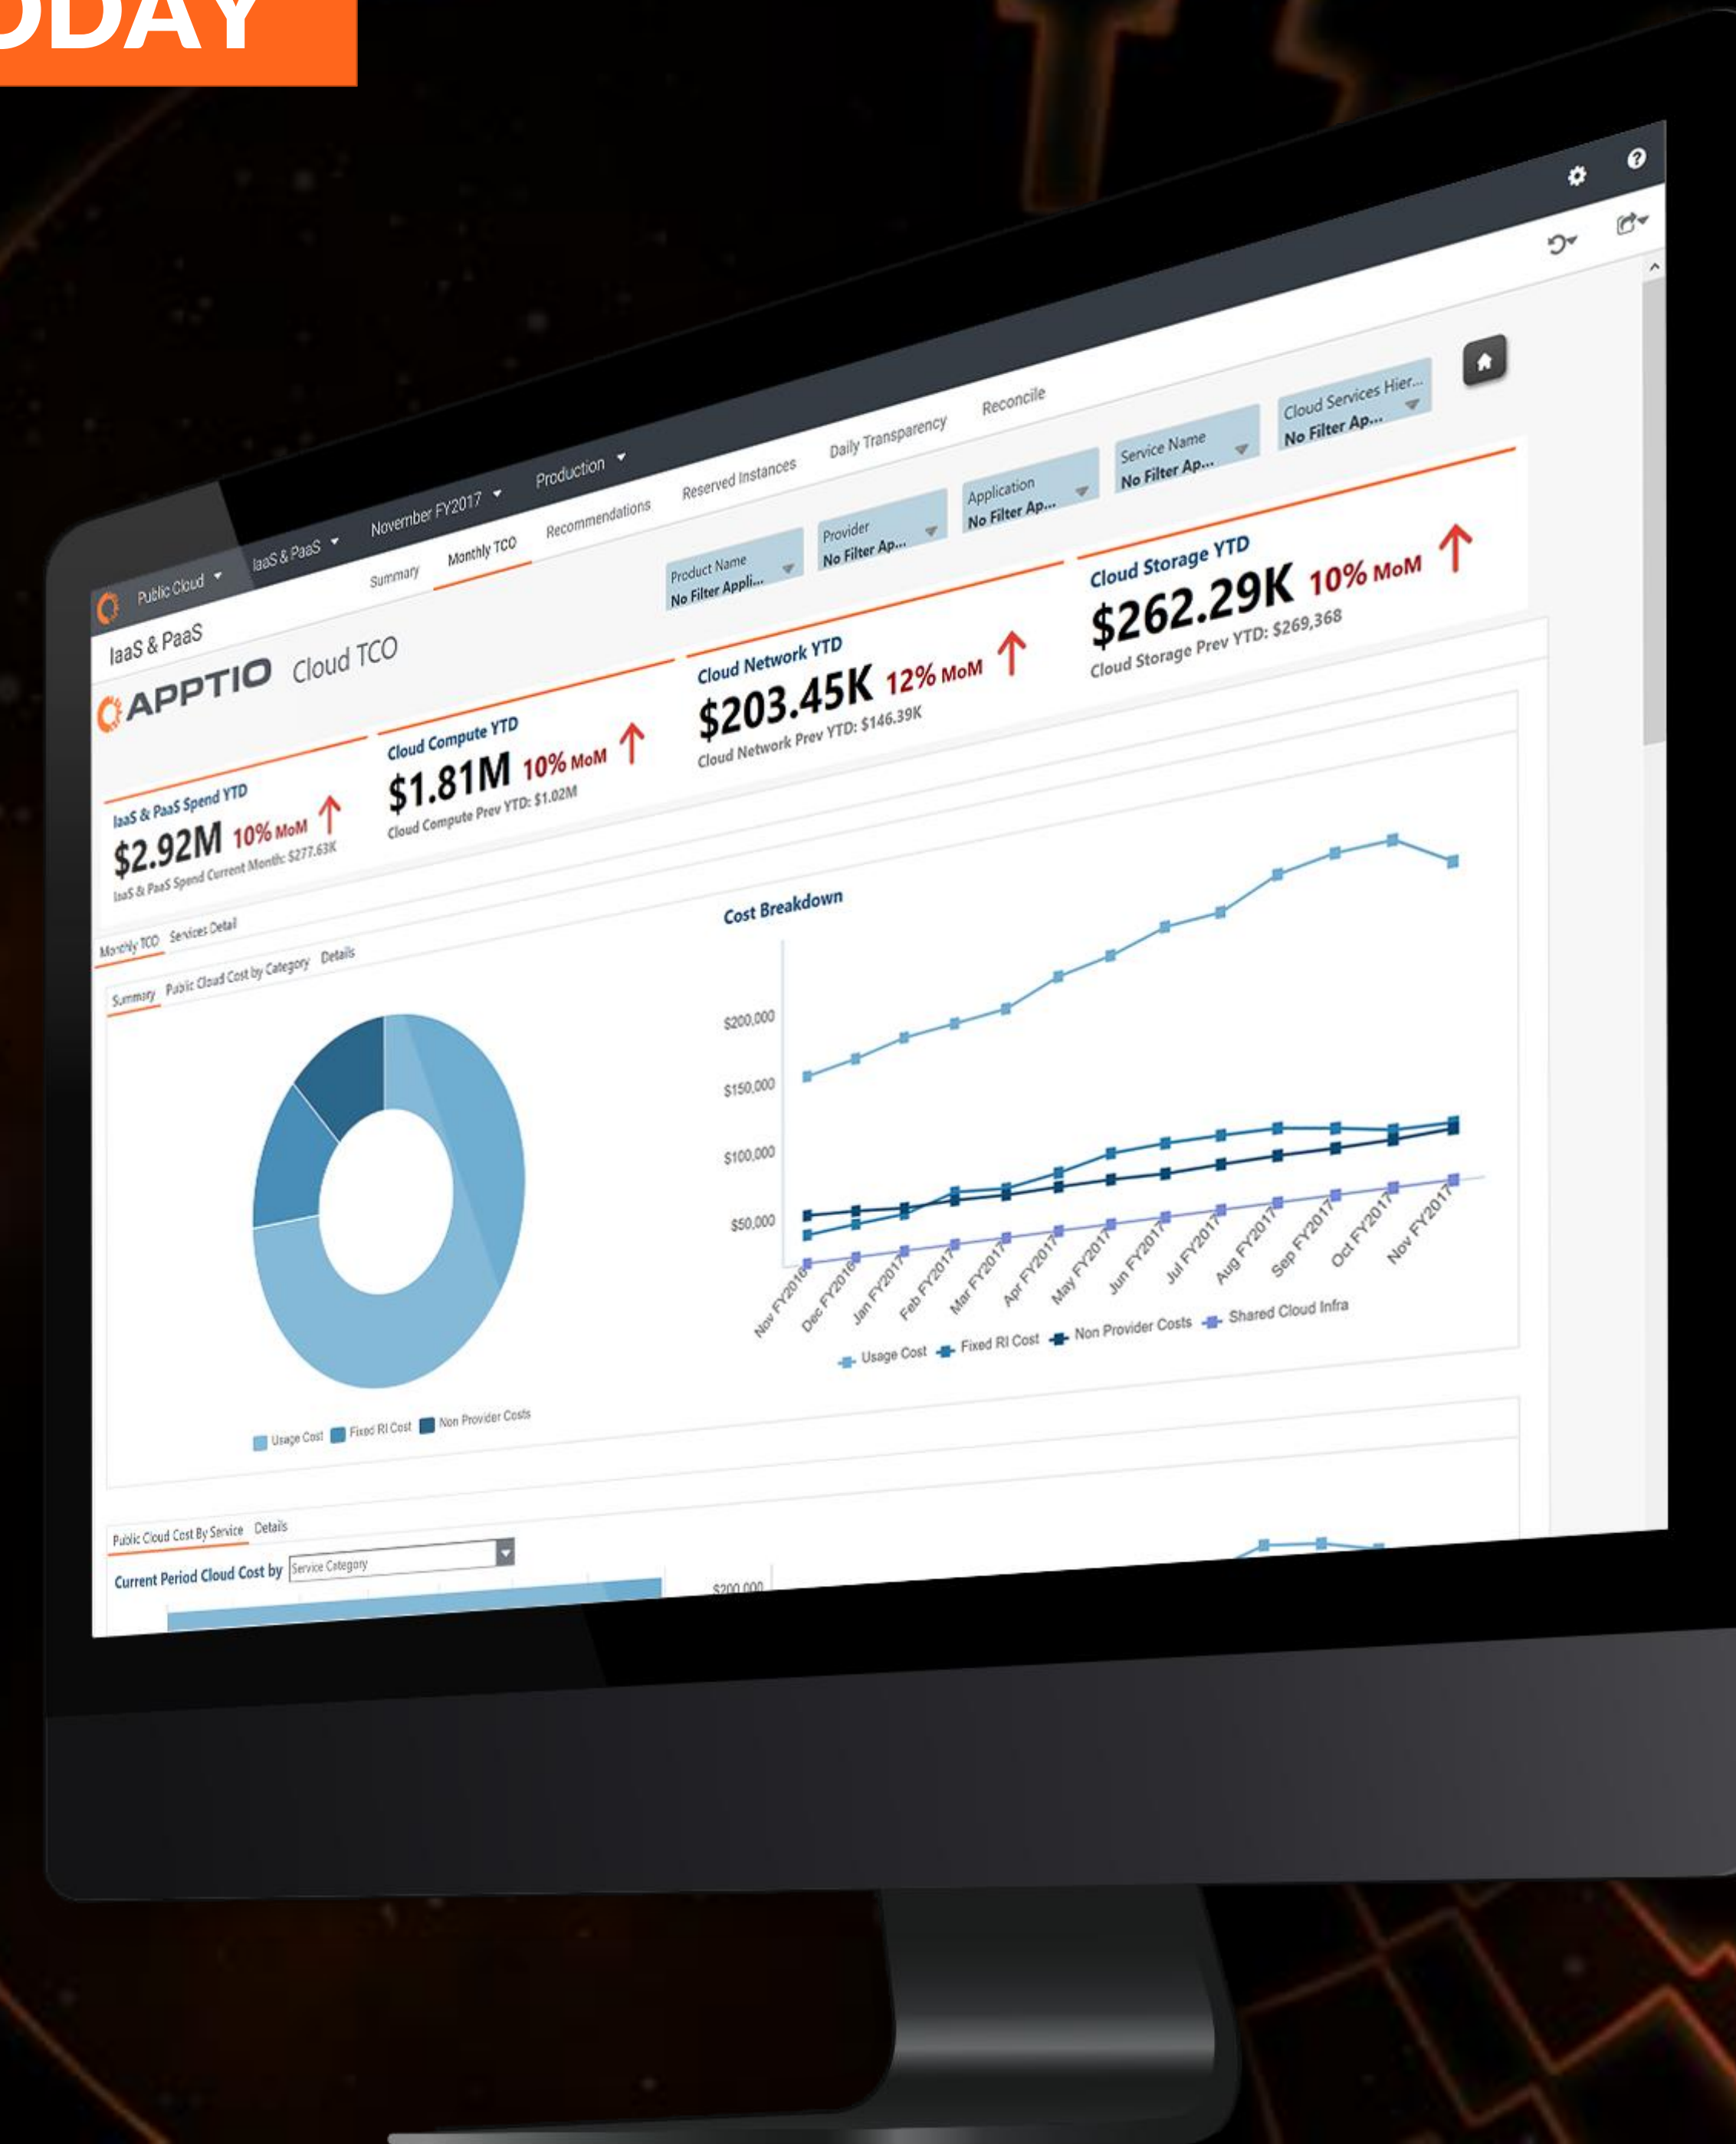 ODAY
Public Cloud
IaaS & PaaS
November FY2017
Production
IaaS & PaaS
Summary
Monthly TCO
Recommendations
Reserved Instances
Daily Transparency
Reconcile
APPTIO Cloud TCO
Product Name
No Filter Appli...
Provider
No Filter Ap...
Application
No Filter Ap...
Service Name
No Filter Ap...
Cloud Services Hier...
No Filter Ap...
IaaS & PaaS Spend YTD
$2.92M 10% MoM
IaaS & PaaS Spend Current Month: $277.63K
Cloud Compute YTD
$1.81M 10% MoM
Cloud Compute Prev YTD: $1.02M
Cloud Network YTD
$203.45K 12% MoM
Cloud Network Prev YTD: $146.39K
Cloud Storage YTD
$262.29K 10% MoM
Cloud Storage Prev YTD: $269,368
Monthly TCO Services Detail
Summary Public Cloud Cost by Category Details
Usage Cost Fixed RI Cost Non Provider Costs
Cost Breakdown
$200,000
$150,000
$100,000
$50,000
Nov FY2016
Dec FY2016
Jan FY2017
Feb FY2017
Mar FY2017
Apr FY2017
May FY2017
Jun FY2017
Jul FY2017
Aug FY2017
Sep FY2017
Oct FY2017
Nov FY2017
Usage Cost Fixed RI Cost Non Provider Costs Shared Cloud Infra
Public Cloud Cost By Service Details
Current Period Cloud Cost by Service Category
$200,000